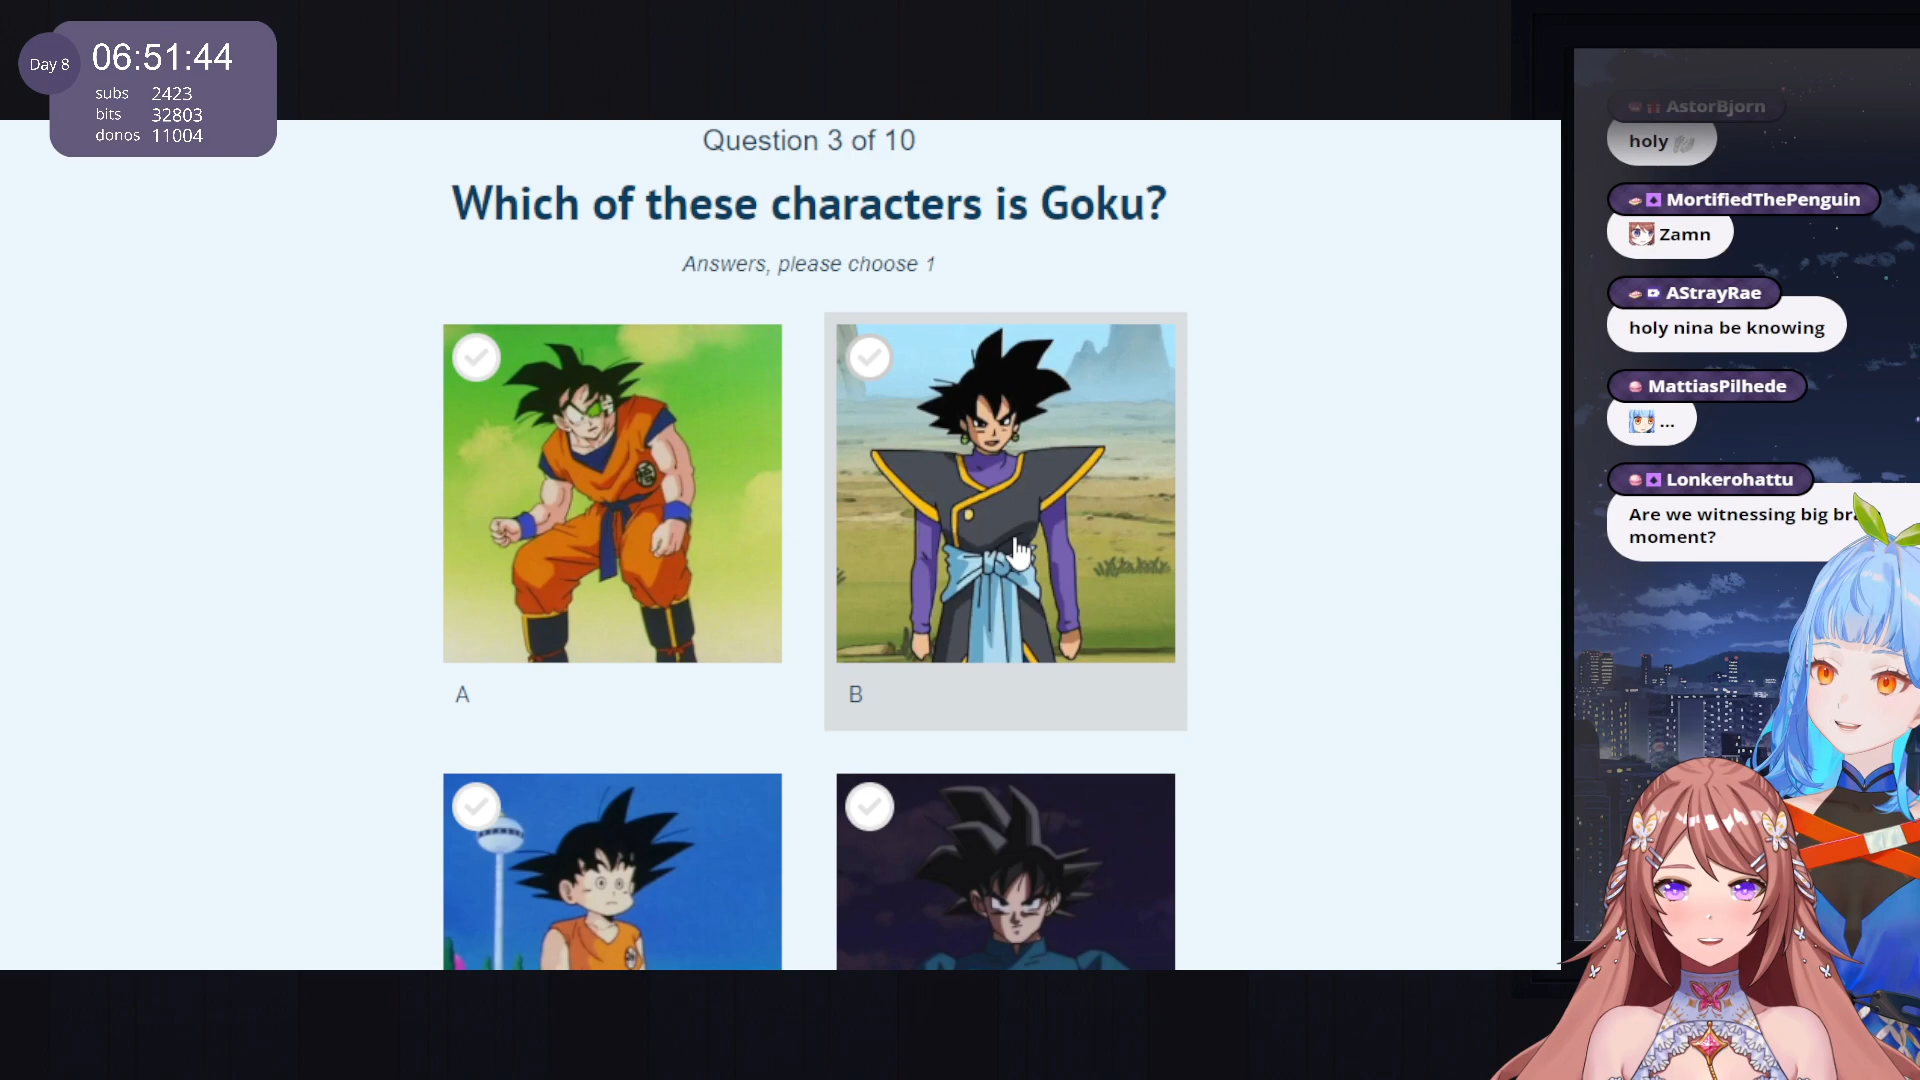 Day 8
06:51:44
subs 2423
bits 32803
donos 11004
Question 3 of 10
Which of these characters is Goku?
Answers, please choose 1
A
B
AstorBjorn
holy
MortifiedThePenguin
Zamn
AStrayRae
holy nina be knowing
MattiasPilhede
...
Lonkerohattu
Are we witnessing big
moment?